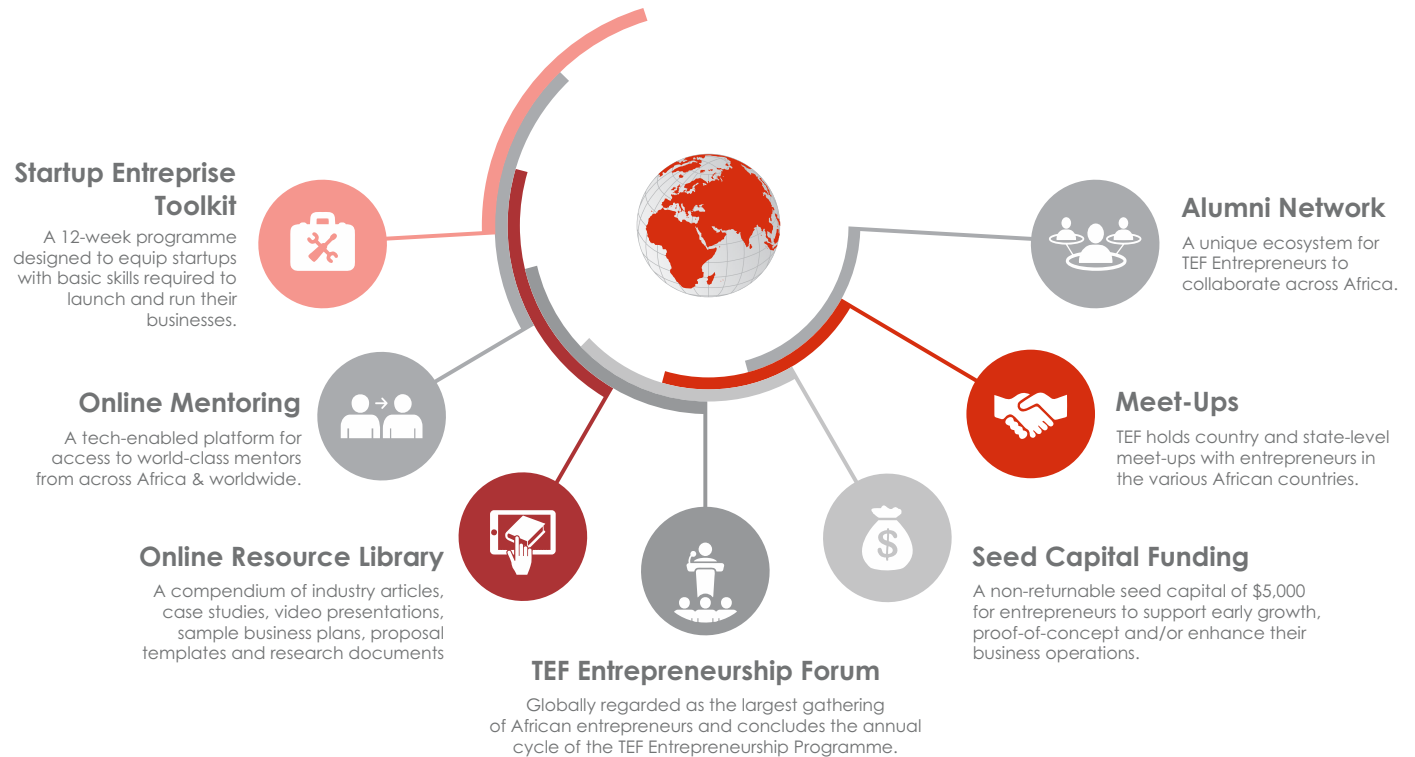 Startup Entreprise
Toolkit
A 12-week programme
designed to equip startups
with basic skills required to
launch and run their
businesses.
Online Mentoring
A tech-enabled platform for
access to world-class mentors
from across Africa & worldwide.
Online Resource Library
A compendium of industry articles,
case studies, video presentations,
sample business plans, proposal
templates and research documents
TEF Entrepreneurship Forum
Globally regarded as the largest gathering
of African entrepreneurs and concludes the annual
cycle of the TEF Entrepreneurship Programme.
$
Seed Capital Funding
A non-returnable seed capital of $5,000
for entrepreneurs to support early growth,
proof-of-concept and/or enhance their
business operations.
Meet-Ups
TEF holds country and state-level
meet-ups with entrepreneurs in
the various African countries.
Alumni Network
A unique ecosystem for
TEF Entrepreneurs to
collaborate across Africa.